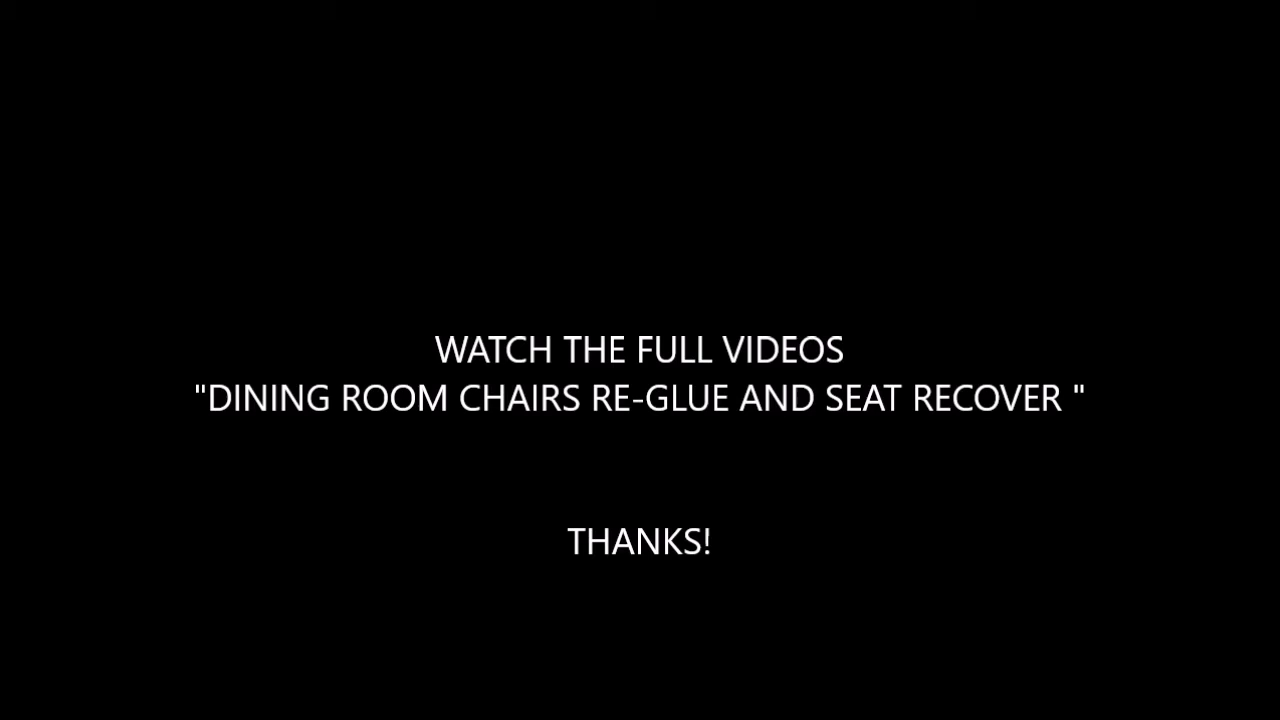 WATCH THE FULL VIDEOS
"DINING ROOM CHAIRS RE-GLUE AND SEAT RECOVER "
THANKS!